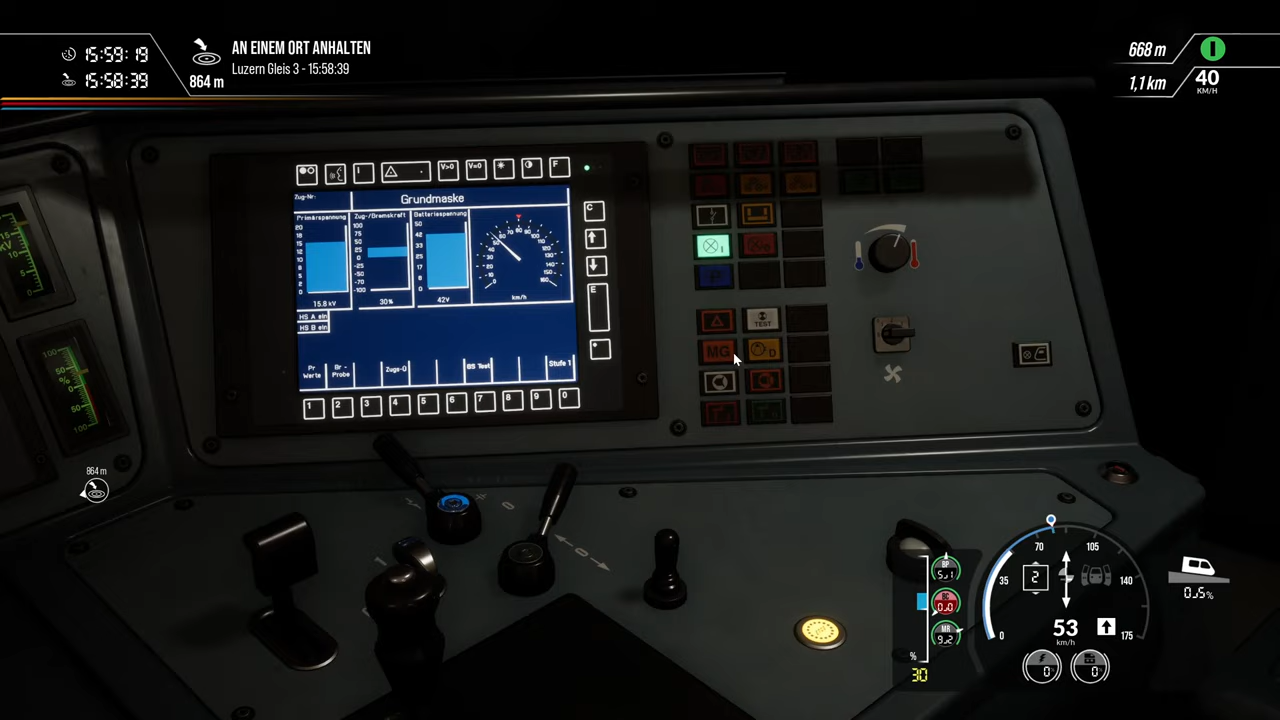 15:59:19
15:58:39
AN EINEM ORT ANHALTEN
Luzern Gleis 3 - 15:58:39
864 m
668 m
1,1 km
40
KM/H
V>0
V=0
F
Zug-Nr:
Grundmaske
Primärspannung
Zug-/Bremskraft
Batteriespannung
15.8 kV
30%
42V
km/h
HS A ein
HS B ein
Pr Werte
Br-Probe
Zugs-D
BS Test
Stufe 1
1 2 3 4 5 6 7 8 9 0
C
E
TEST
MG
D
864 m
BP
5,1
BC
0,0
MR
9,2
%
30
0 35 70 105 140 175
2
53
km/h
0
0
0,5%